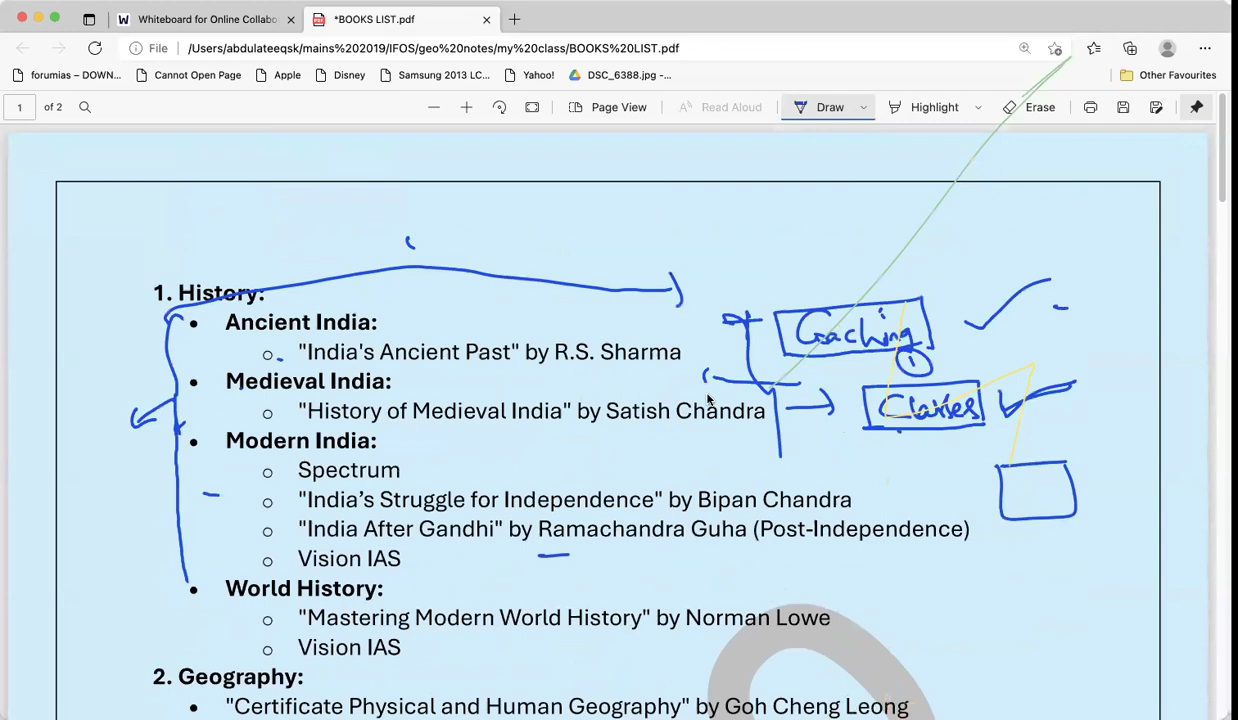 Whiteboard for Online Collabo
*BOOKS LIST.pdf
File /Users/abdulateeqsk/mains%202019/IFOS/geo%20notes/my%20class/BOOKS%20LIST.pdf
forumias – DOWN... Cannot Open Page Apple Disney Samsung 2013 LC... Yahoo! DSC_6388.jpg -... Other Favourites
1 of 2 Page View Read Aloud Draw Highlight Erase
1. History:
Ancient India:
"India's Ancient Past" by R.S. Sharma
Coaching
1
Medieval India:
"History of Medieval India" by Satish Chandra
Classes
Modern India:
Spectrum
"India’s Struggle for Independence" by Bipan Chandra
"India After Gandhi" by Ramachandra Guha (Post-Independence)
Vision IAS
World History:
"Mastering Modern World History" by Norman Lowe
Vision IAS
2. Geography:
"Certificate Physical and Human Geography" by Goh Cheng Leong